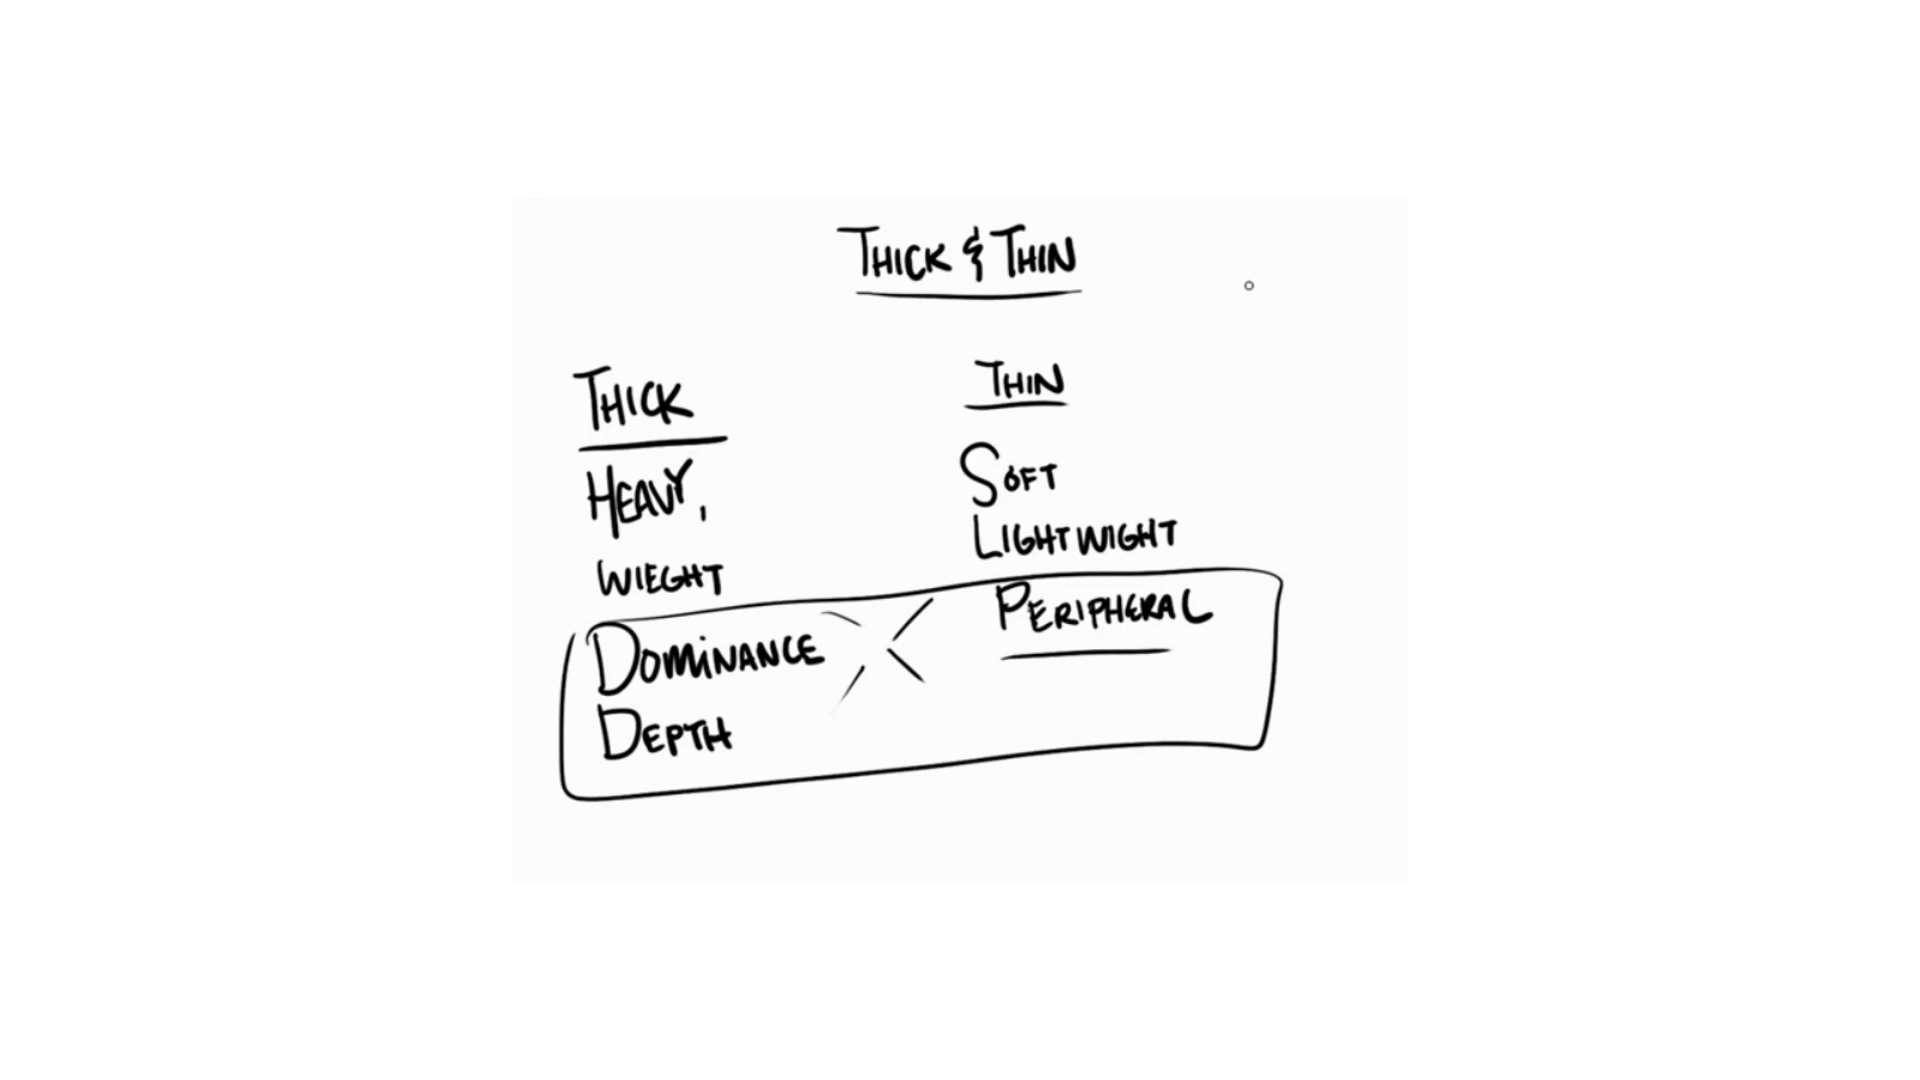 THICK & THIN
THICK
HEAVY,
WIEGHT
DOMINANCE
DEPTH
THIN
SOFT
LIGHTWIGHT
PERIPHERAL